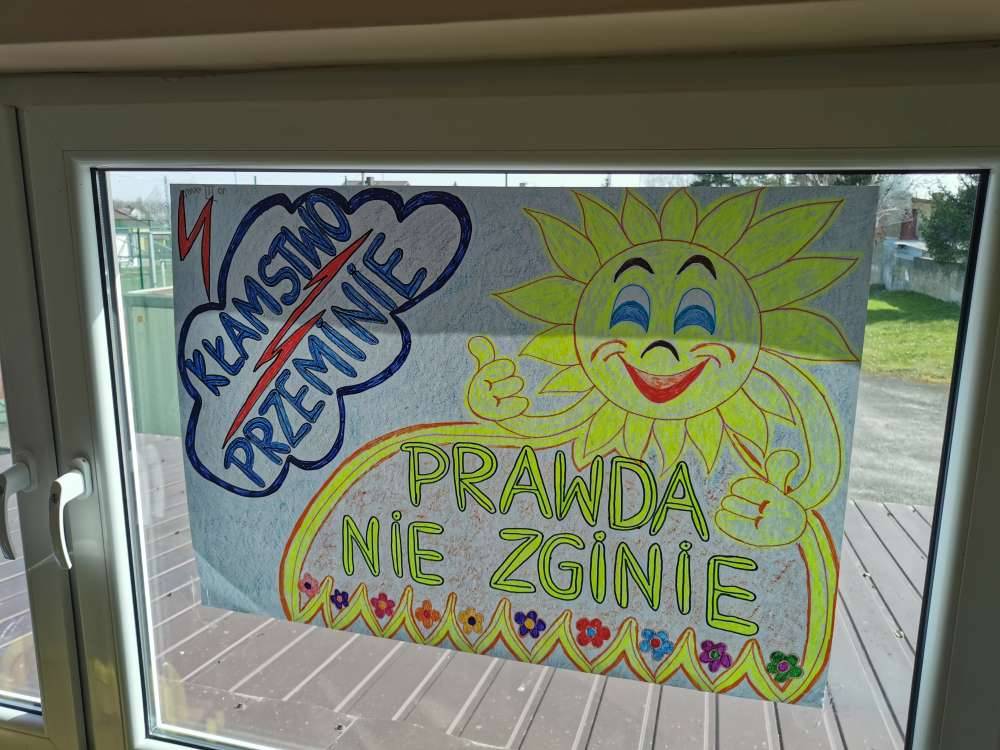 KŁAMSTWO
PRZEMINIE
PRAWDA
NiE ZGiNiE